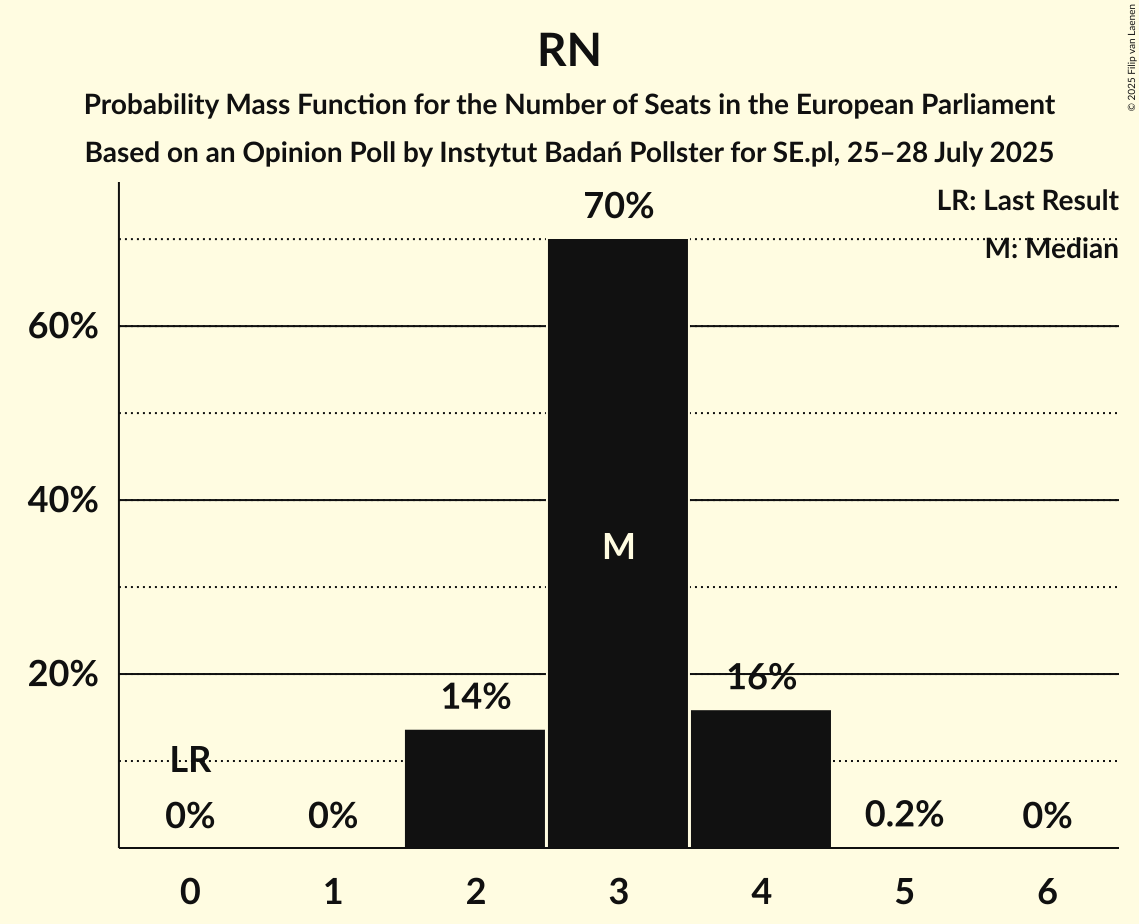 RN
Probability Mass Function for the Number of Seats in the European Parliament
Based on an Opinion Poll by Instytut Badań Pollster for SE.pl, 25–28 July 2025
© 2025 Filip van Laenen
LR: Last Result
M: Median
70%
60%
40%
20%
M
14%
16%
LR
0%
0%
0.2%
0%
0
1
2
3
4
5
6